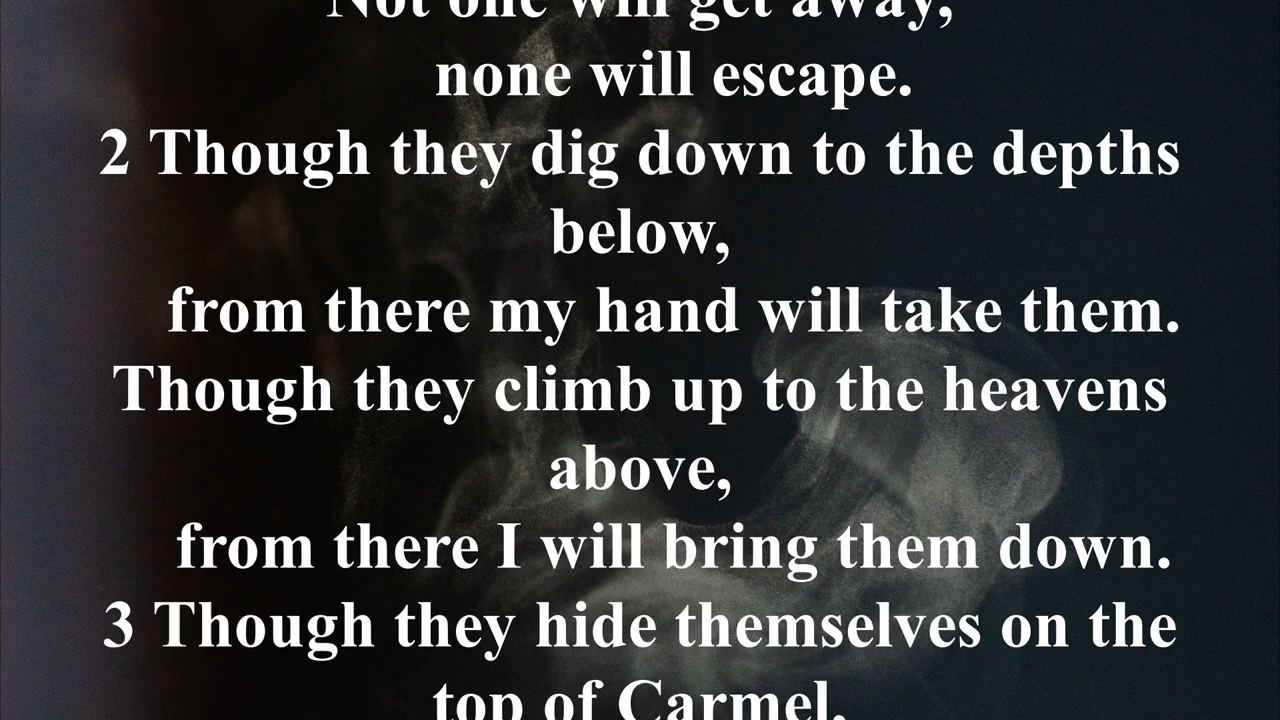 Not one will get away,
none will escape.
2 Though they dig down to the depths
below,
from there my hand will take them.
Though they climb up to the heavens
above,
from there I will bring them down.
3 Though they hide themselves on the
top of Carmel,